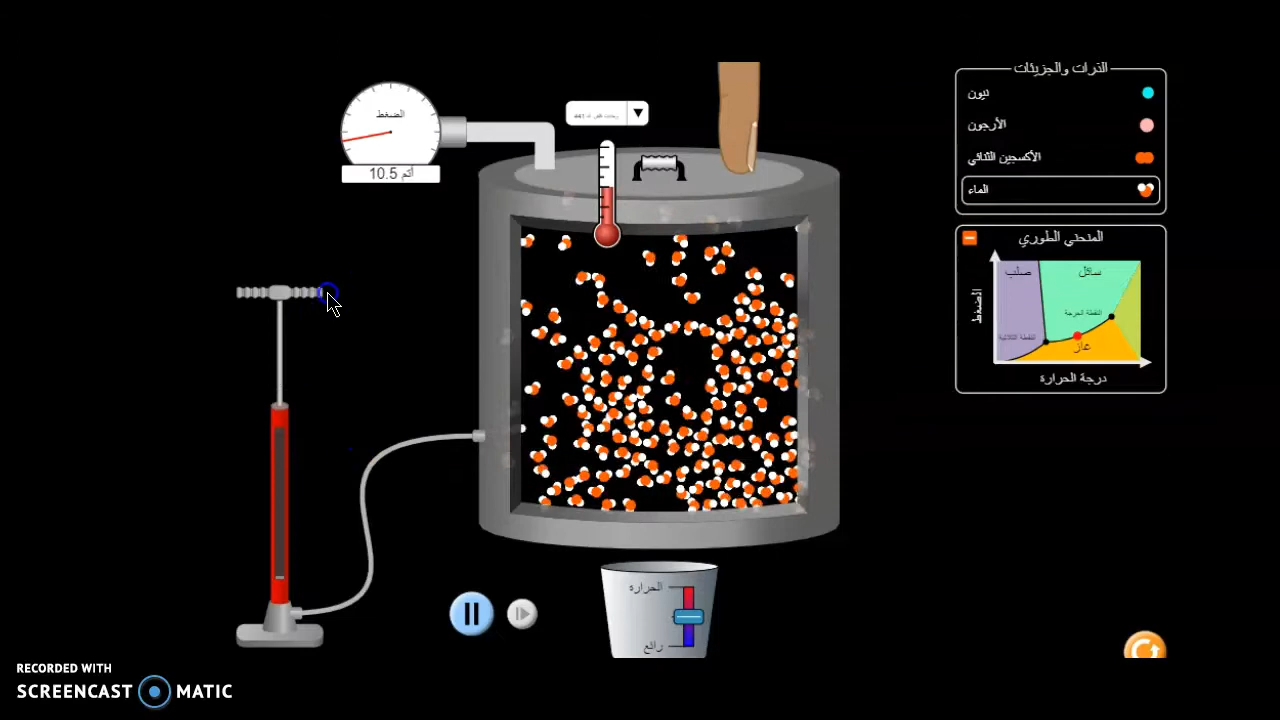 الضغط
10.5 أتم
الذرات والجزيئات
نيون
الأرجون
الأكسجين الثنائي
الماء
المنحني الطوري
الضغط
صلب
سائل
النقطة الحرجة
النقطة الثلاثية
غاز
درجة الحرارة
الحرارة
رائع
RECORDED WITH
SCREENCAST MATIC